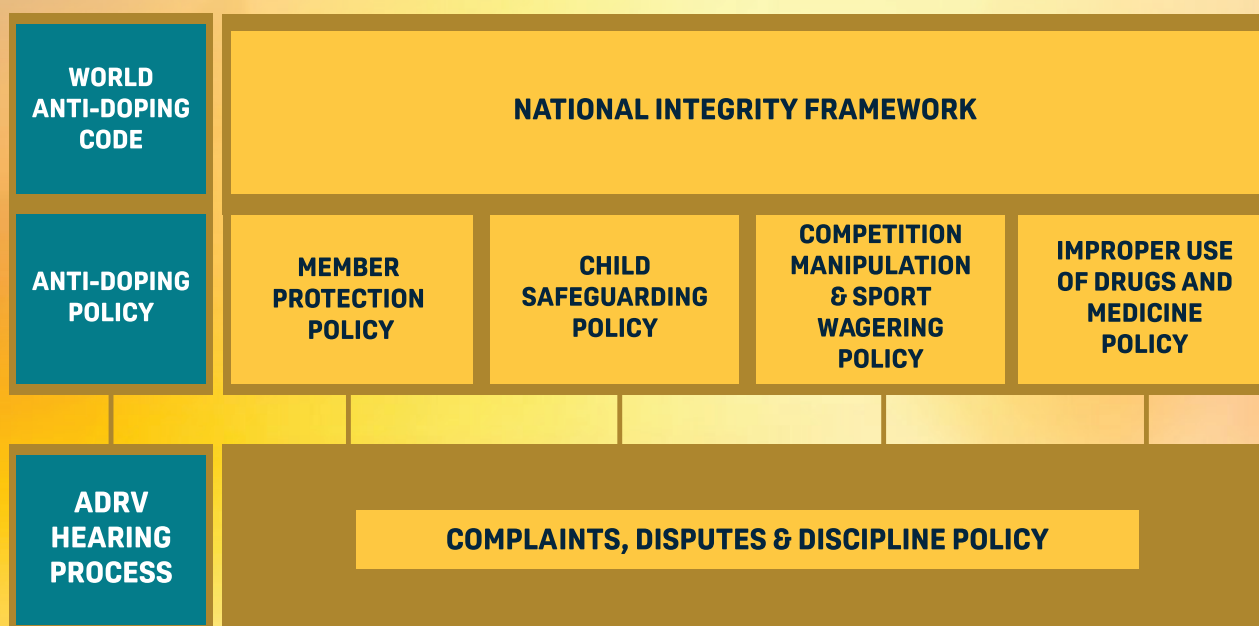 WORLD
ANTI-DOPING
CODE
NATIONAL INTEGRITY FRAMEWORK
ANTI-DOPING
POLICY
MEMBER
PROTECTION
POLICY
CHILD
SAFEGUARDING
POLICY
COMPETITION
MANIPULATION
& SPORT
WAGERING
POLICY
IMPROPER USE
OF DRUGS AND
MEDICINE
POLICY
ADRV
HEARING
PROCESS
COMPLAINTS, DISPUTES & DISCIPLINE POLICY